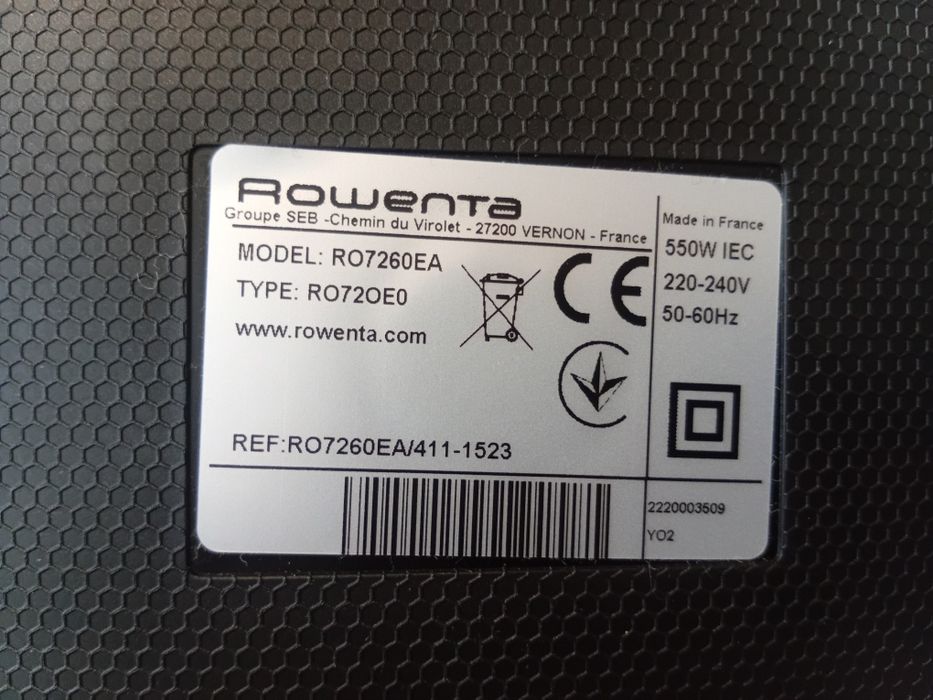 Rowenta
Groupe SEB -Chemin du Virolet - 27200 VERNON - France
MODEL: RO7260EA
TYPE: RO72OE0
www.rowenta.com
CE
REF:RO7260EA/411-1523
Made in France
550W IEC
220-240V
50-60Hz
2220003509
YO2